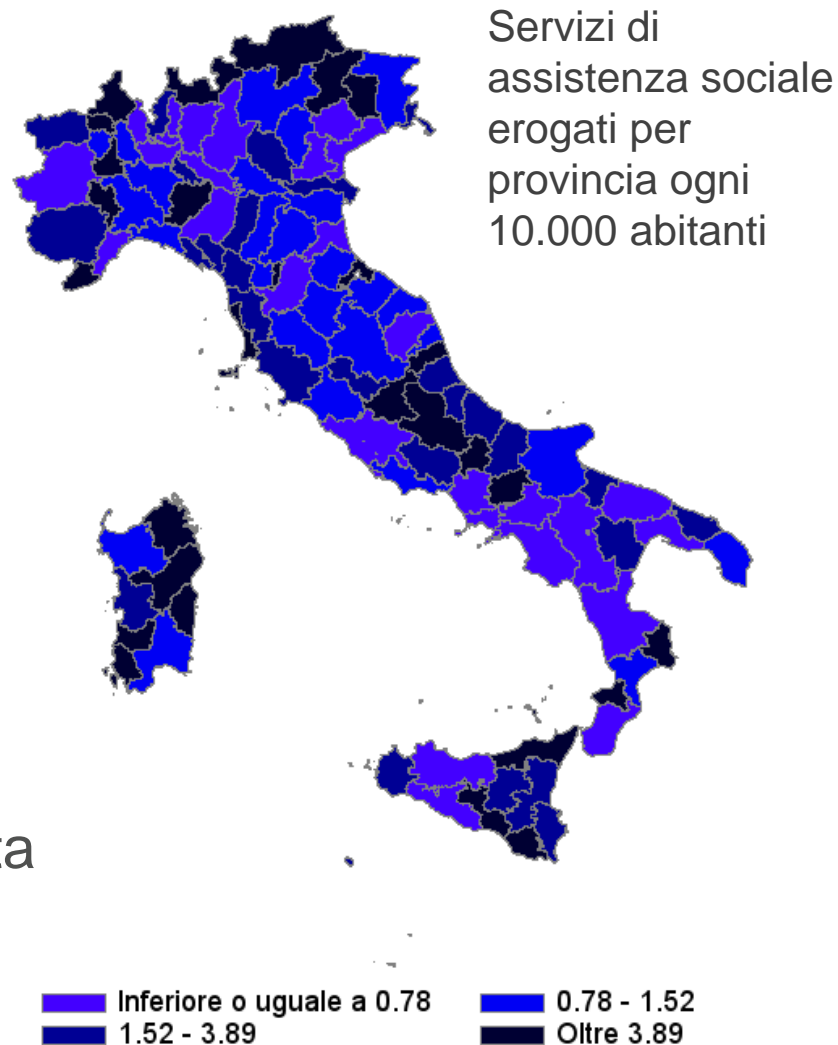 Servizi di
assistenza sociale
erogati per
provincia ogni
10.000 abitanti
ta
Inferiore o uguale a 0.78
0.78 - 1.52
1.52 - 3.89
Oltre 3.89